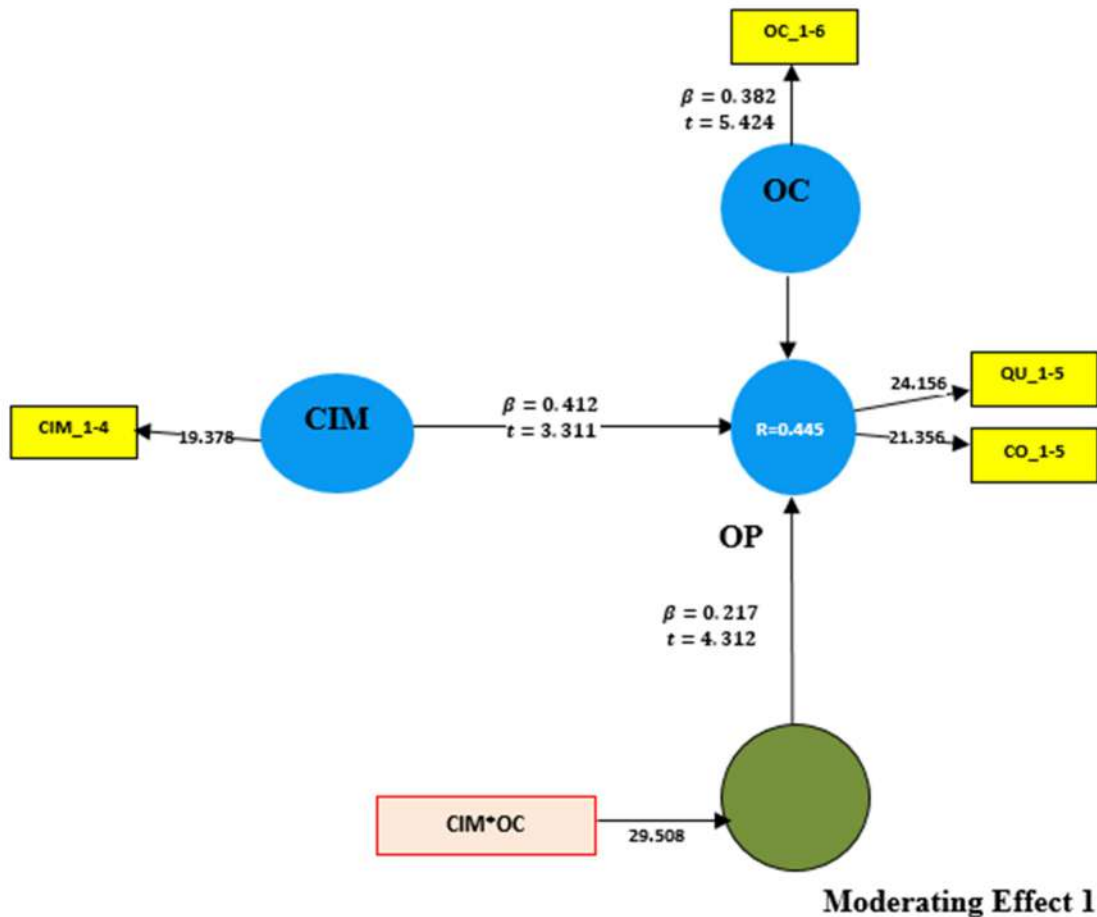 OC_1-6
β = 0.382
t = 5.424
OC
CIM_1-4
19.378
CIM
β = 0.412
t = 3.311
R=0.445
24.156
QU_1-5
21.356
CO_1-5
OP
β = 0.217
t = 4.312
CIM*OC
29.508
Moderating Effect 1